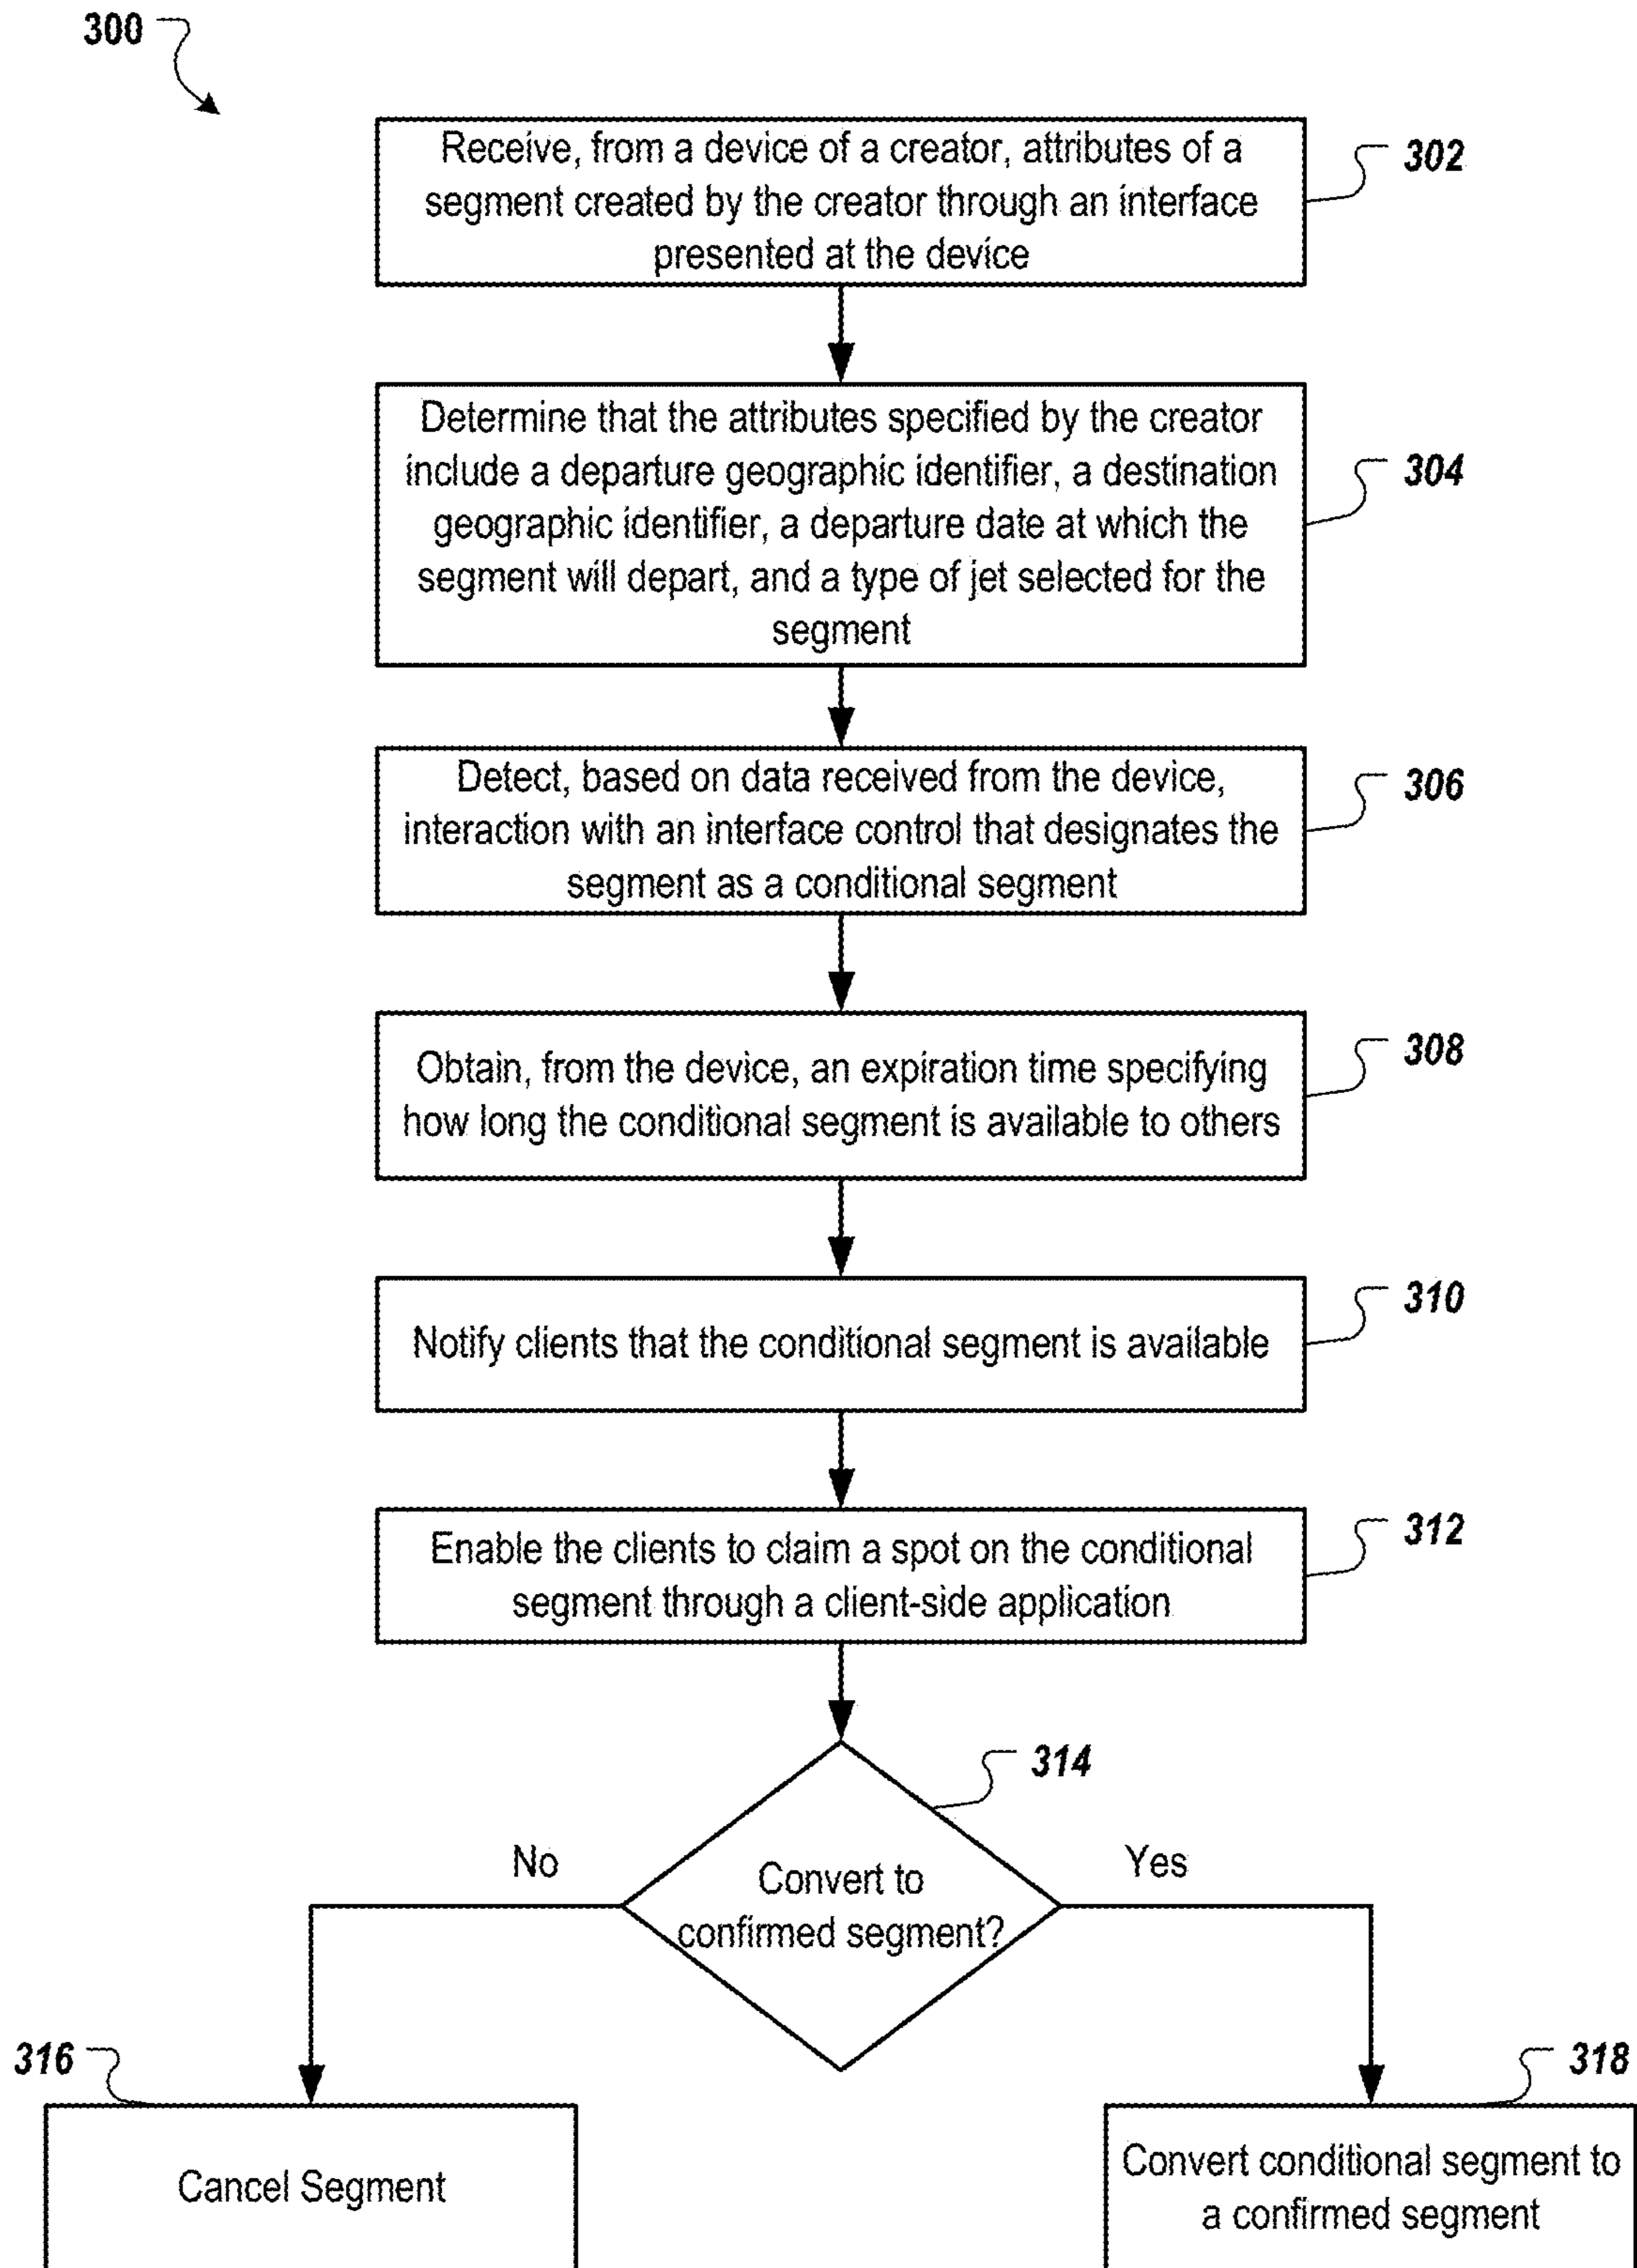 300
Receive, from a device of a creator, attributes of a
segment created by the creator through an interface
presented at the device
302
Determine that the attributes specified by the creator
include a departure geographic identifier, a destination
geographic identifier, a departure date at which the
segment will depart, and a type of jet selected for the
segment
304
Detect, based on data received from the device,
interaction with an interface control that designates the
segment as a conditional segment
306
Obtain, from the device, an expiration time specifying
how long the conditional segment is available to others
308
Notify clients that the conditional segment is available
310
Enable the clients to claim a spot on the conditional
segment through a client-side application
312
314
Convert to
confirmed segment?
No
Yes
316
Cancel Segment
318
Convert conditional segment to
a confirmed segment